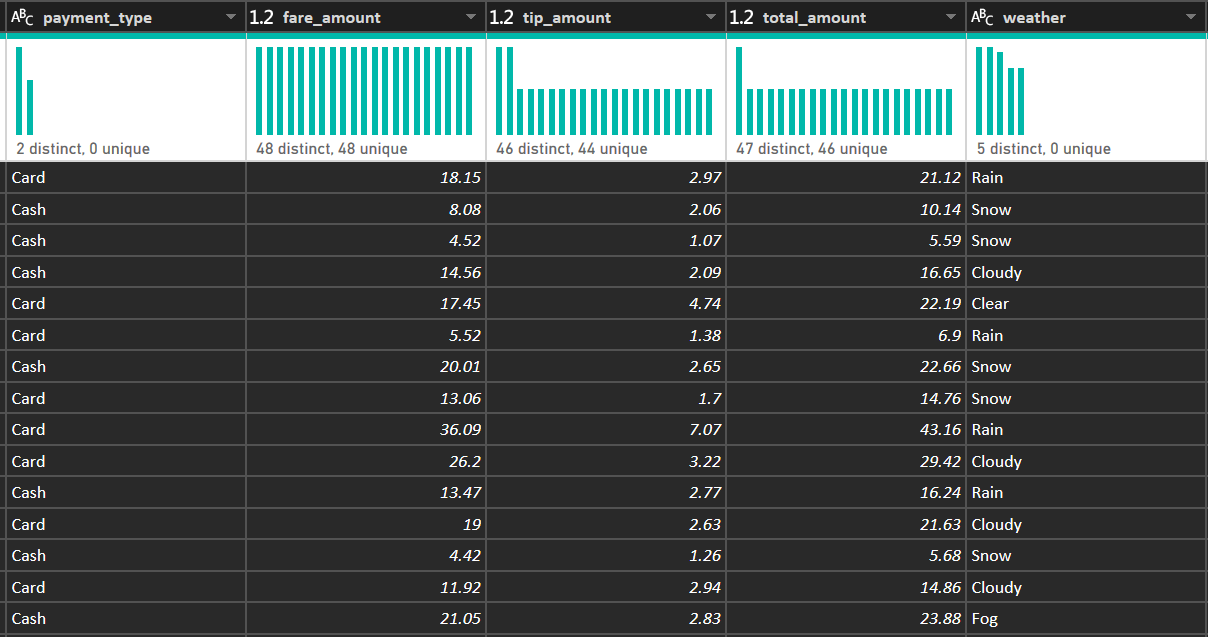 ABC payment_type 1.2 fare_amount 1.2 tip_amount 1.2 total_amount ABC weather
2 distinct, 0 unique 48 distinct, 48 unique 46 distinct, 44 unique 47 distinct, 46 unique 5 distinct, 0 unique
Card 18.15 2.97 21.12 Rain
Cash 8.08 2.06 10.14 Snow
Cash 4.52 1.07 5.59 Snow
Cash 14.56 2.09 16.65 Cloudy
Card 17.45 4.74 22.19 Clear
Card 5.52 1.38 6.9 Rain
Cash 20.01 2.65 22.66 Snow
Card 13.06 1.7 14.76 Snow
Card 36.09 7.07 43.16 Rain
Card 26.2 3.22 29.42 Cloudy
Cash 13.47 2.77 16.24 Rain
Card 19 2.63 21.63 Cloudy
Cash 4.42 1.26 5.68 Snow
Card 11.92 2.94 14.86 Cloudy
Cash 21.05 2.83 23.88 Fog